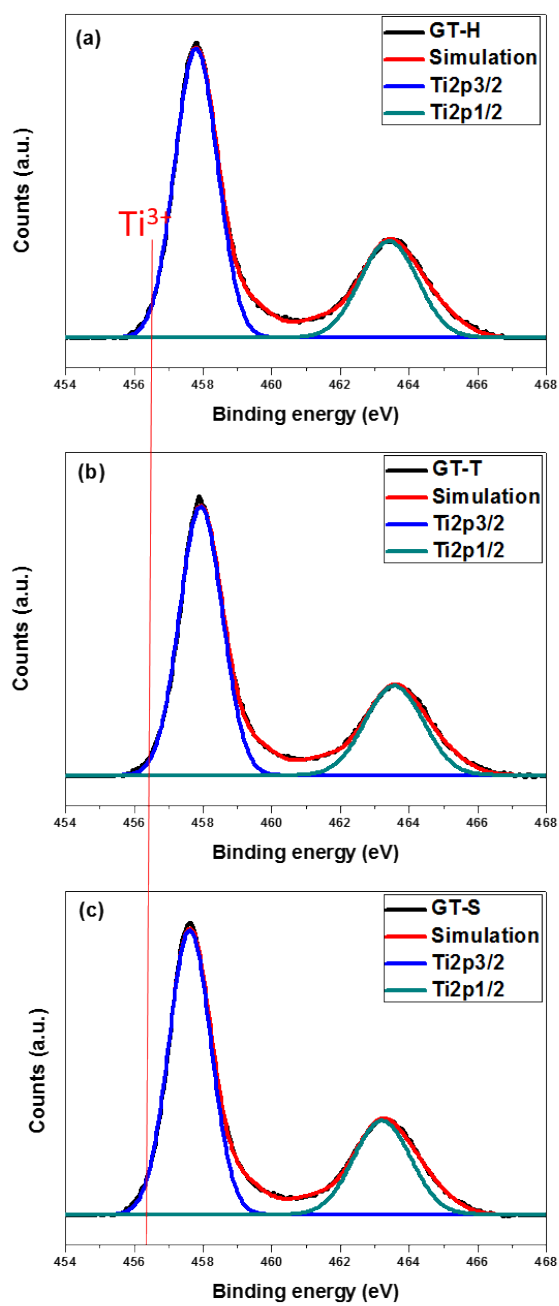 (a)
GT-H
Simulation
Ti2p3/2
Ti2p1/2
Ti3+
Counts (a.u.)
454 456 458 460 462 464 466 468
Binding energy (eV)
(b)
GT-T
Simulation
Ti2p3/2
Ti2p1/2
Counts (a.u.)
454 456 458 460 462 464 466 468
Binding energy (eV)
(c)
GT-S
Simulation
Ti2p3/2
Ti2p1/2
Counts (a.u.)
454 456 458 460 462 464 466 468
Binding energy (eV)